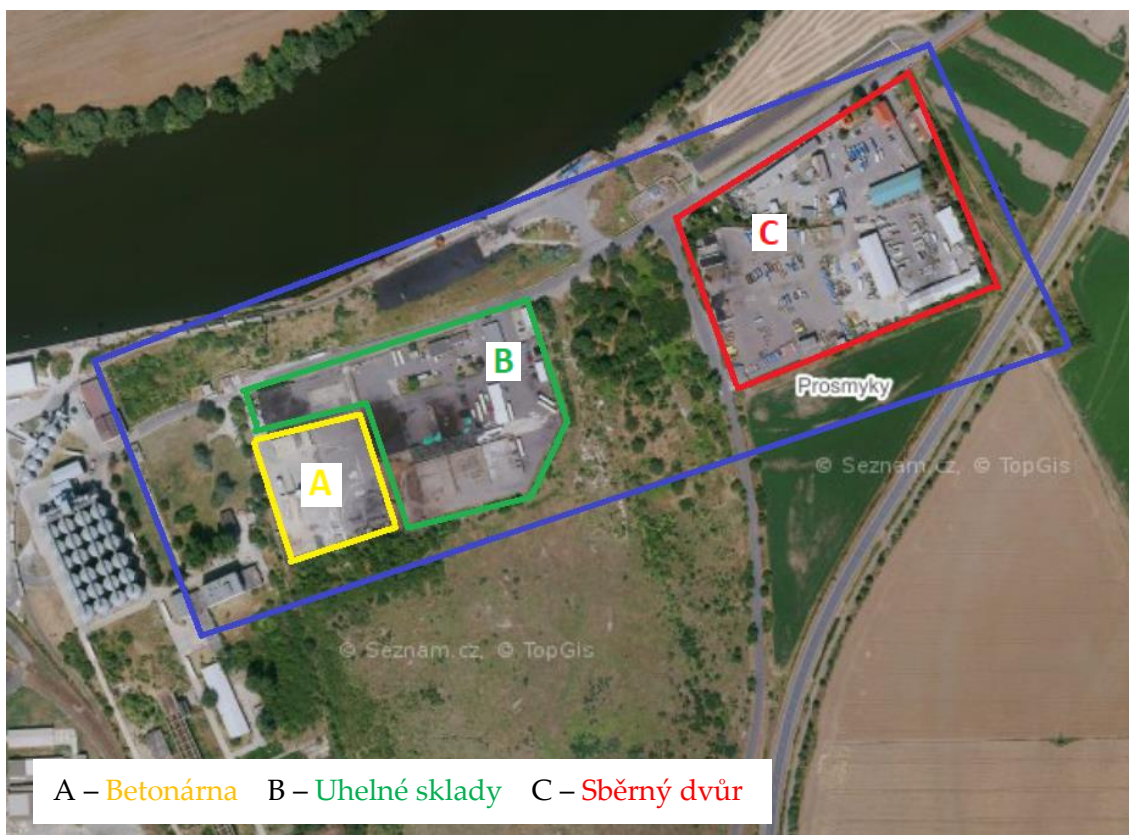 C
B
Prosmyky
© Seznam.cz, © TopGis
A
© Seznam.cz, © TopGis
A – Betonárna B – Uhelné sklady C – Sběrný dvůr